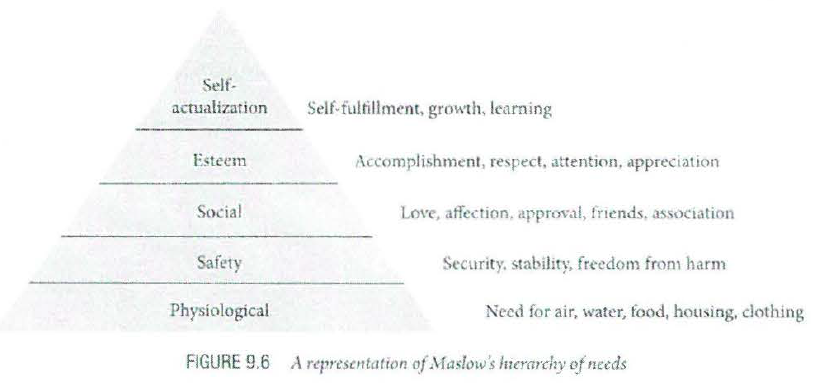 Self-
actualization Self-fulfillment, growth, learning
Esteem Accomplishment, respect, attention, appreciation
Social Love, affection, approval, friends, association
Safety Security, stability, freedom from harm
Physiological Need for air, water, food, housing, clothing
FIGURE 9.6 A representation of Maslow's hierarchy of needs